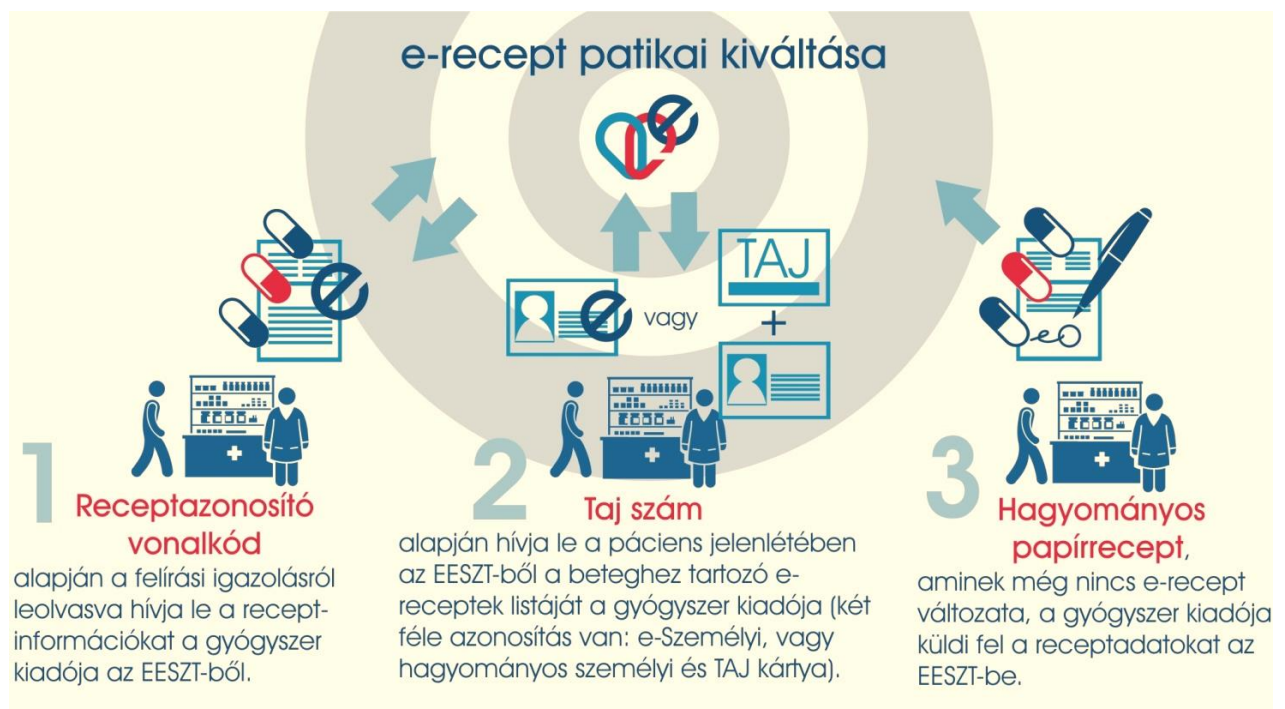 e-recept patikai kiváltása
TAJ
vagy
+
1
Receptazonosító
vonalkód
alapján a felírási igazolásról
leolvasva hívja le a recept-
információkat a gyógyszer
kiadója az EESZT-ből.
2
Taj szám
alapján hívja le a páciens jelenlétében
az EESZT-ből a beteghez tartozó e-
receptek listáját a gyógyszer kiadója (két
féle azonosítás van: e-Személyi, vagy
hagyományos személyi és TAJ kártya).
3
Hagyományos
papírrecept,
aminek még nincs e-recept
változata, a gyógyszer kiadója
küldi fel a receptadatokat az
EESZT-be.